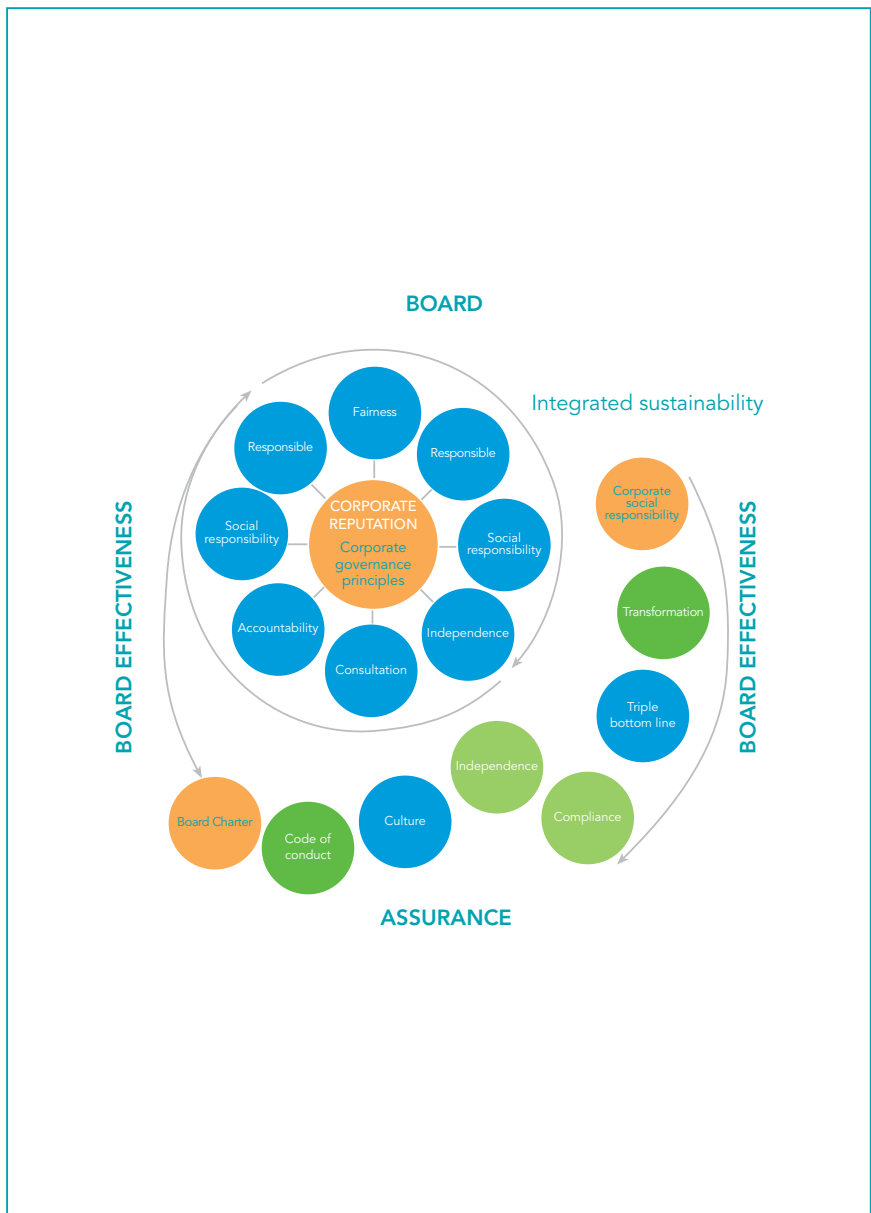 BOARD
Integrated sustainability
Fairness
Responsible
Responsible
Social
responsibility
Social
responsibility
CORPORATE
REPUTATION
Corporate
governance
principles
Accountability
Independence
Consultation
BOARD EFFECTIVENESS
BOARD EFFECTIVENESS
Corporate
social
responsibility
Transformation
Triple
bottom line
Independence
Compliance
Culture
Code of
conduct
Board Charter
ASSURANCE